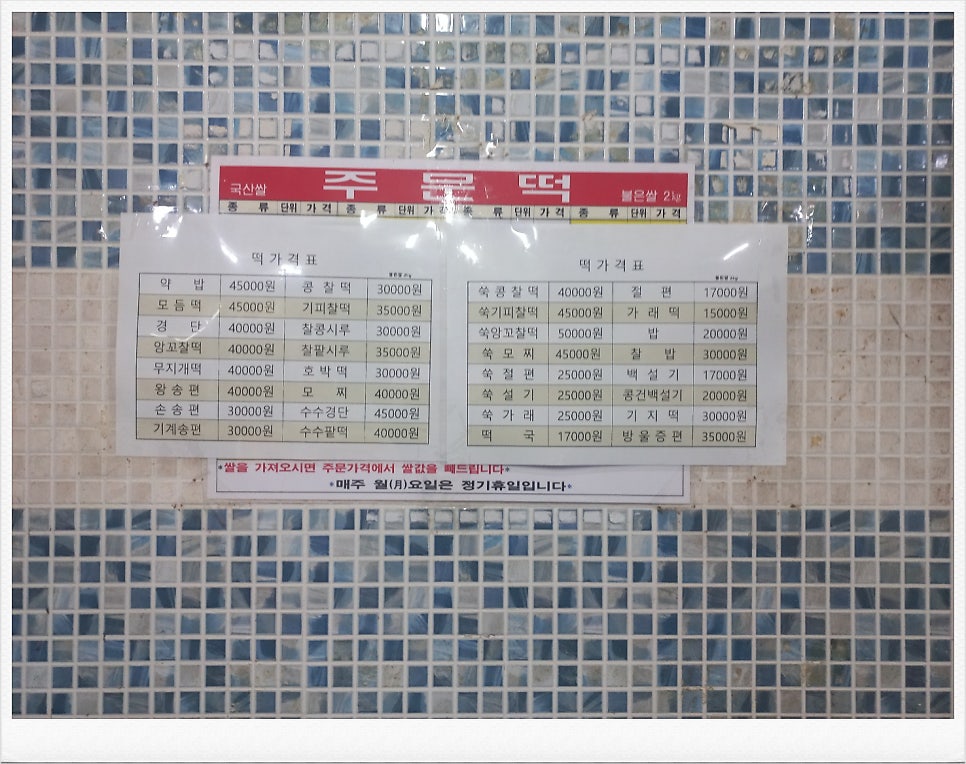 국산쌀 주문떡 불은쌀 2kg
종 류 단위 가 격 종 류 단위 가 격 종 류 단위 가 격 종 류 단위 가 격
떡 가 격 표
약 밥 45000원 콩 찰 떡 30000원
모 듬 떡 45000원 기피찰떡 35000원
경 단 40000원 찰콩시루 30000원
앙꼬찰떡 40000원 찰팥시루 35000원
무지개떡 40000원 호 박 떡 30000원
왕 송 편 40000원 모 찌 40000원
손 송 편 30000원 수수경단 45000원
기계송편 30000원 수수팥떡 40000원
떡 가 격 표
쑥 콩 찰 떡 40000원 절 편 17000원
쑥기피찰떡 45000원 가 래 떡 15000원
쑥앙꼬찰떡 50000원 밥 20000원
쑥 모 찌 45000원 찰 밥 30000원
쑥 절 편 25000원 백 설 기 17000원
쑥 설 기 25000원 콩건백설기 20000원
쑥 가 래 25000원 기 지 떡 30000원
떡 국 17000원 방울증편 35000원
*쌀을 가져오시면 주문가격에서 쌀값을 빼드립니다*
*매주 월(月)요일은 정기휴일입니다*